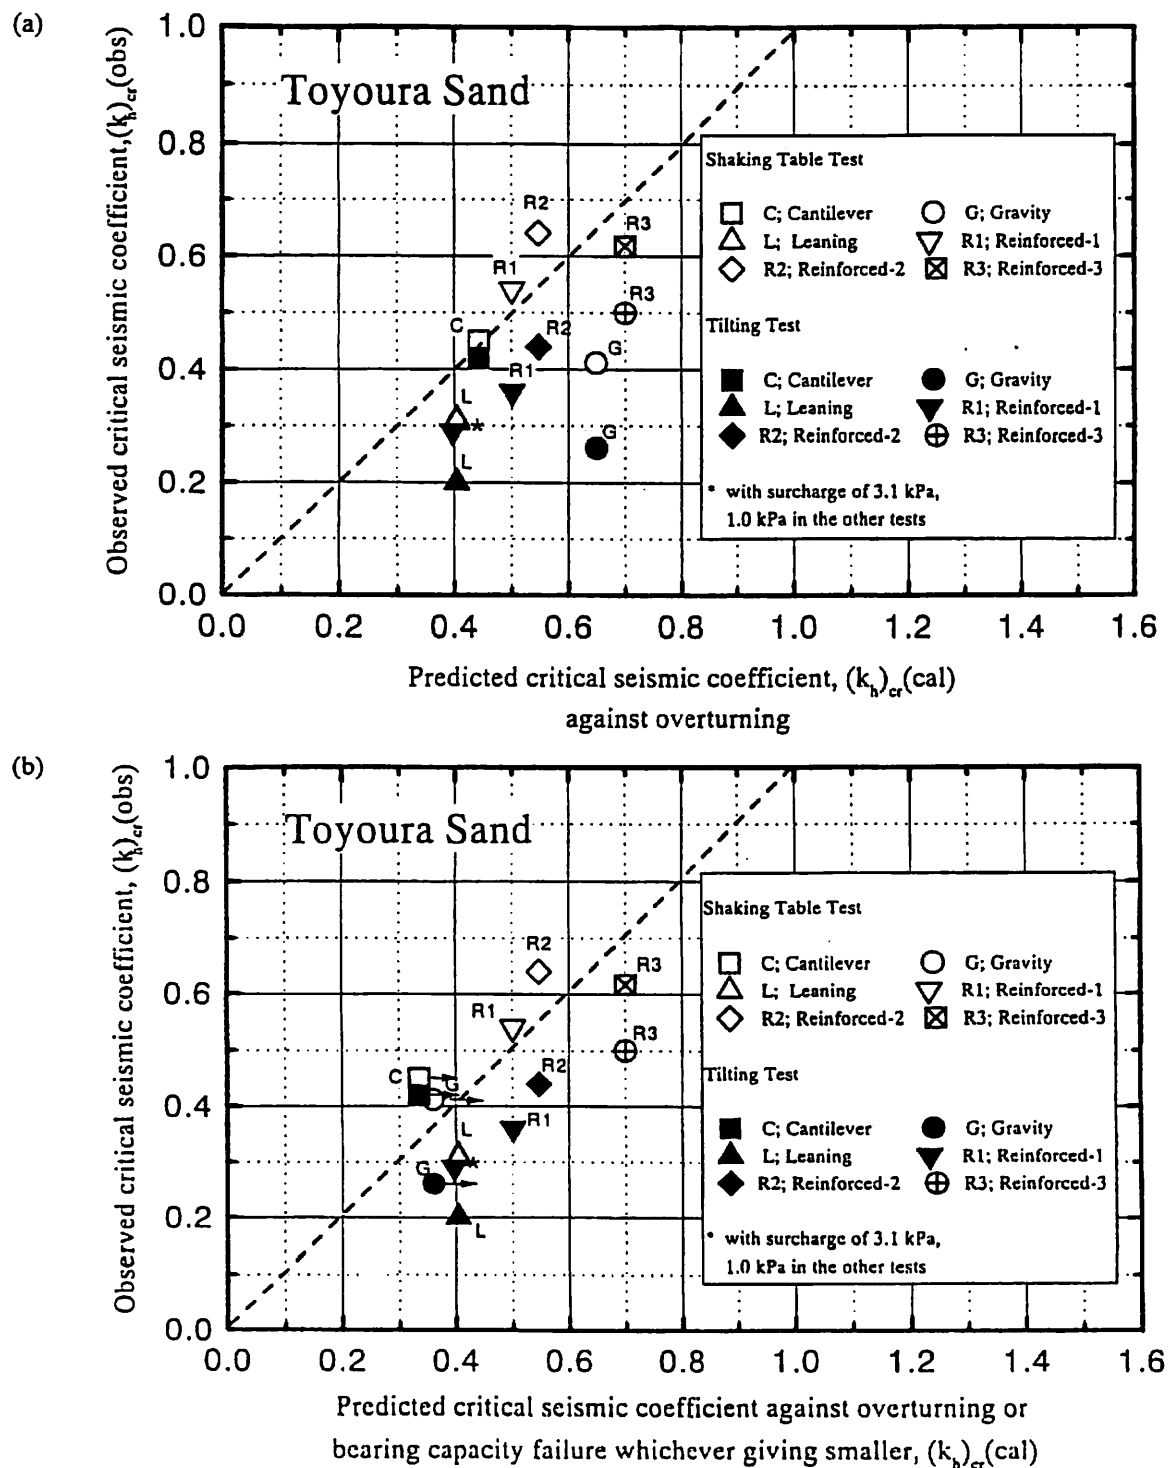 (a)
Observed critical seismic coefficient,(kh)cr(obs)
1.0
0.8
0.6
0.4
0.2
0.0
Toyoura Sand
R2
R3
R1
R3
C
R2
G
R1
L
*
G
L
Shaking Table Test
C; Cantilever G; Gravity
L; Leaning R1; Reinforced-1
R2; Reinforced-2 R3; Reinforced-3
Tilting Test
C; Cantilever G; Gravity
L; Leaning R1; Reinforced-1
R2; Reinforced-2 R3; Reinforced-3
* with surcharge of 3.1 kPa,
1.0 kPa in the other tests
0.0 0.2 0.4 0.6 0.8 1.0 1.2 1.4 1.6
Predicted critical seismic coefficient, (kh)cr(cal)
against overturning
(b)
Observed critical seismic coefficient, (kh)cr(obs)
1.0
0.8
0.6
0.4
0.2
0.0
Toyoura Sand
R2
R3
R1
R3
C
G
R2
L
R1
G
*
L
Shaking Table Test
C; Cantilever G; Gravity
L; Leaning R1; Reinforced-1
R2; Reinforced-2 R3; Reinforced-3
Tilting Test
C; Cantilever G; Gravity
L; Leaning R1; Reinforced-1
R2; Reinforced-2 R3; Reinforced-3
* with surcharge of 3.1 kPa,
1.0 kPa in the other tests
0.0 0.2 0.4 0.6 0.8 1.0 1.2 1.4 1.6
Predicted critical seismic coefficient against overturning or
bearing capacity failure whichever giving smaller, (kh)cr(cal)